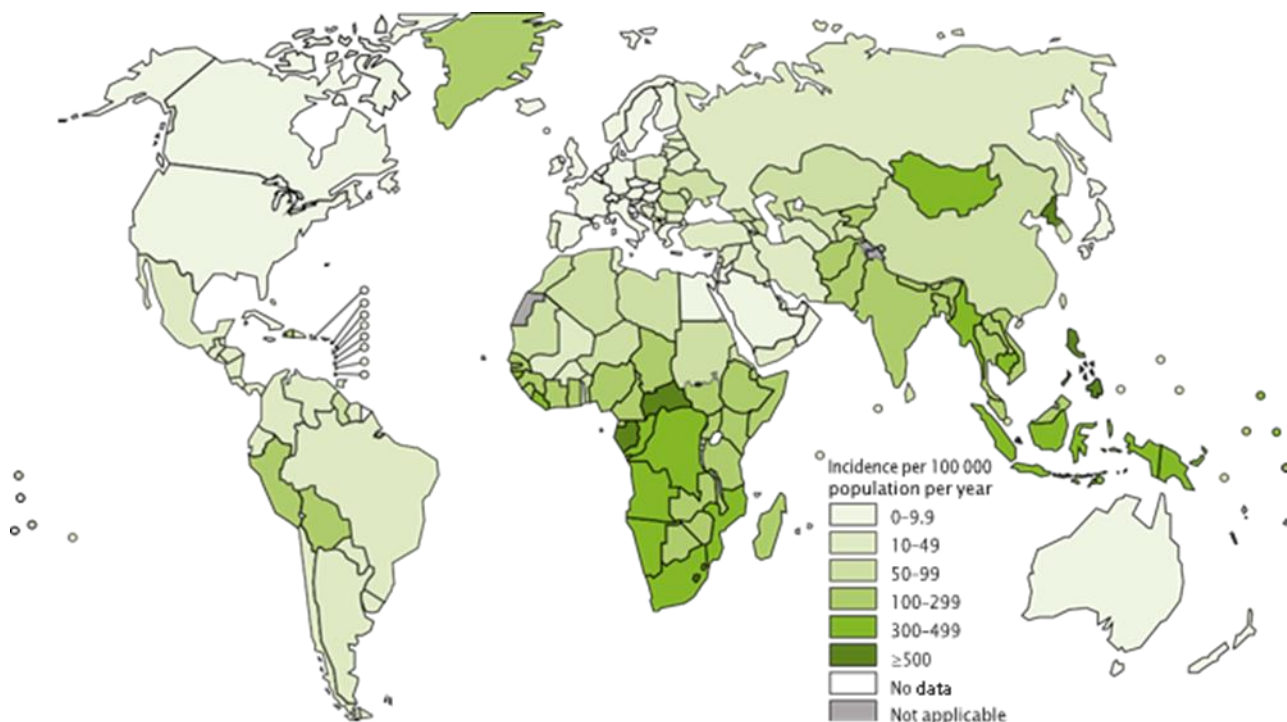 Incidence per 100 000
population per year
0–9.9
10–49
50–99
100–299
300–499
≥500
No data
Not applicable